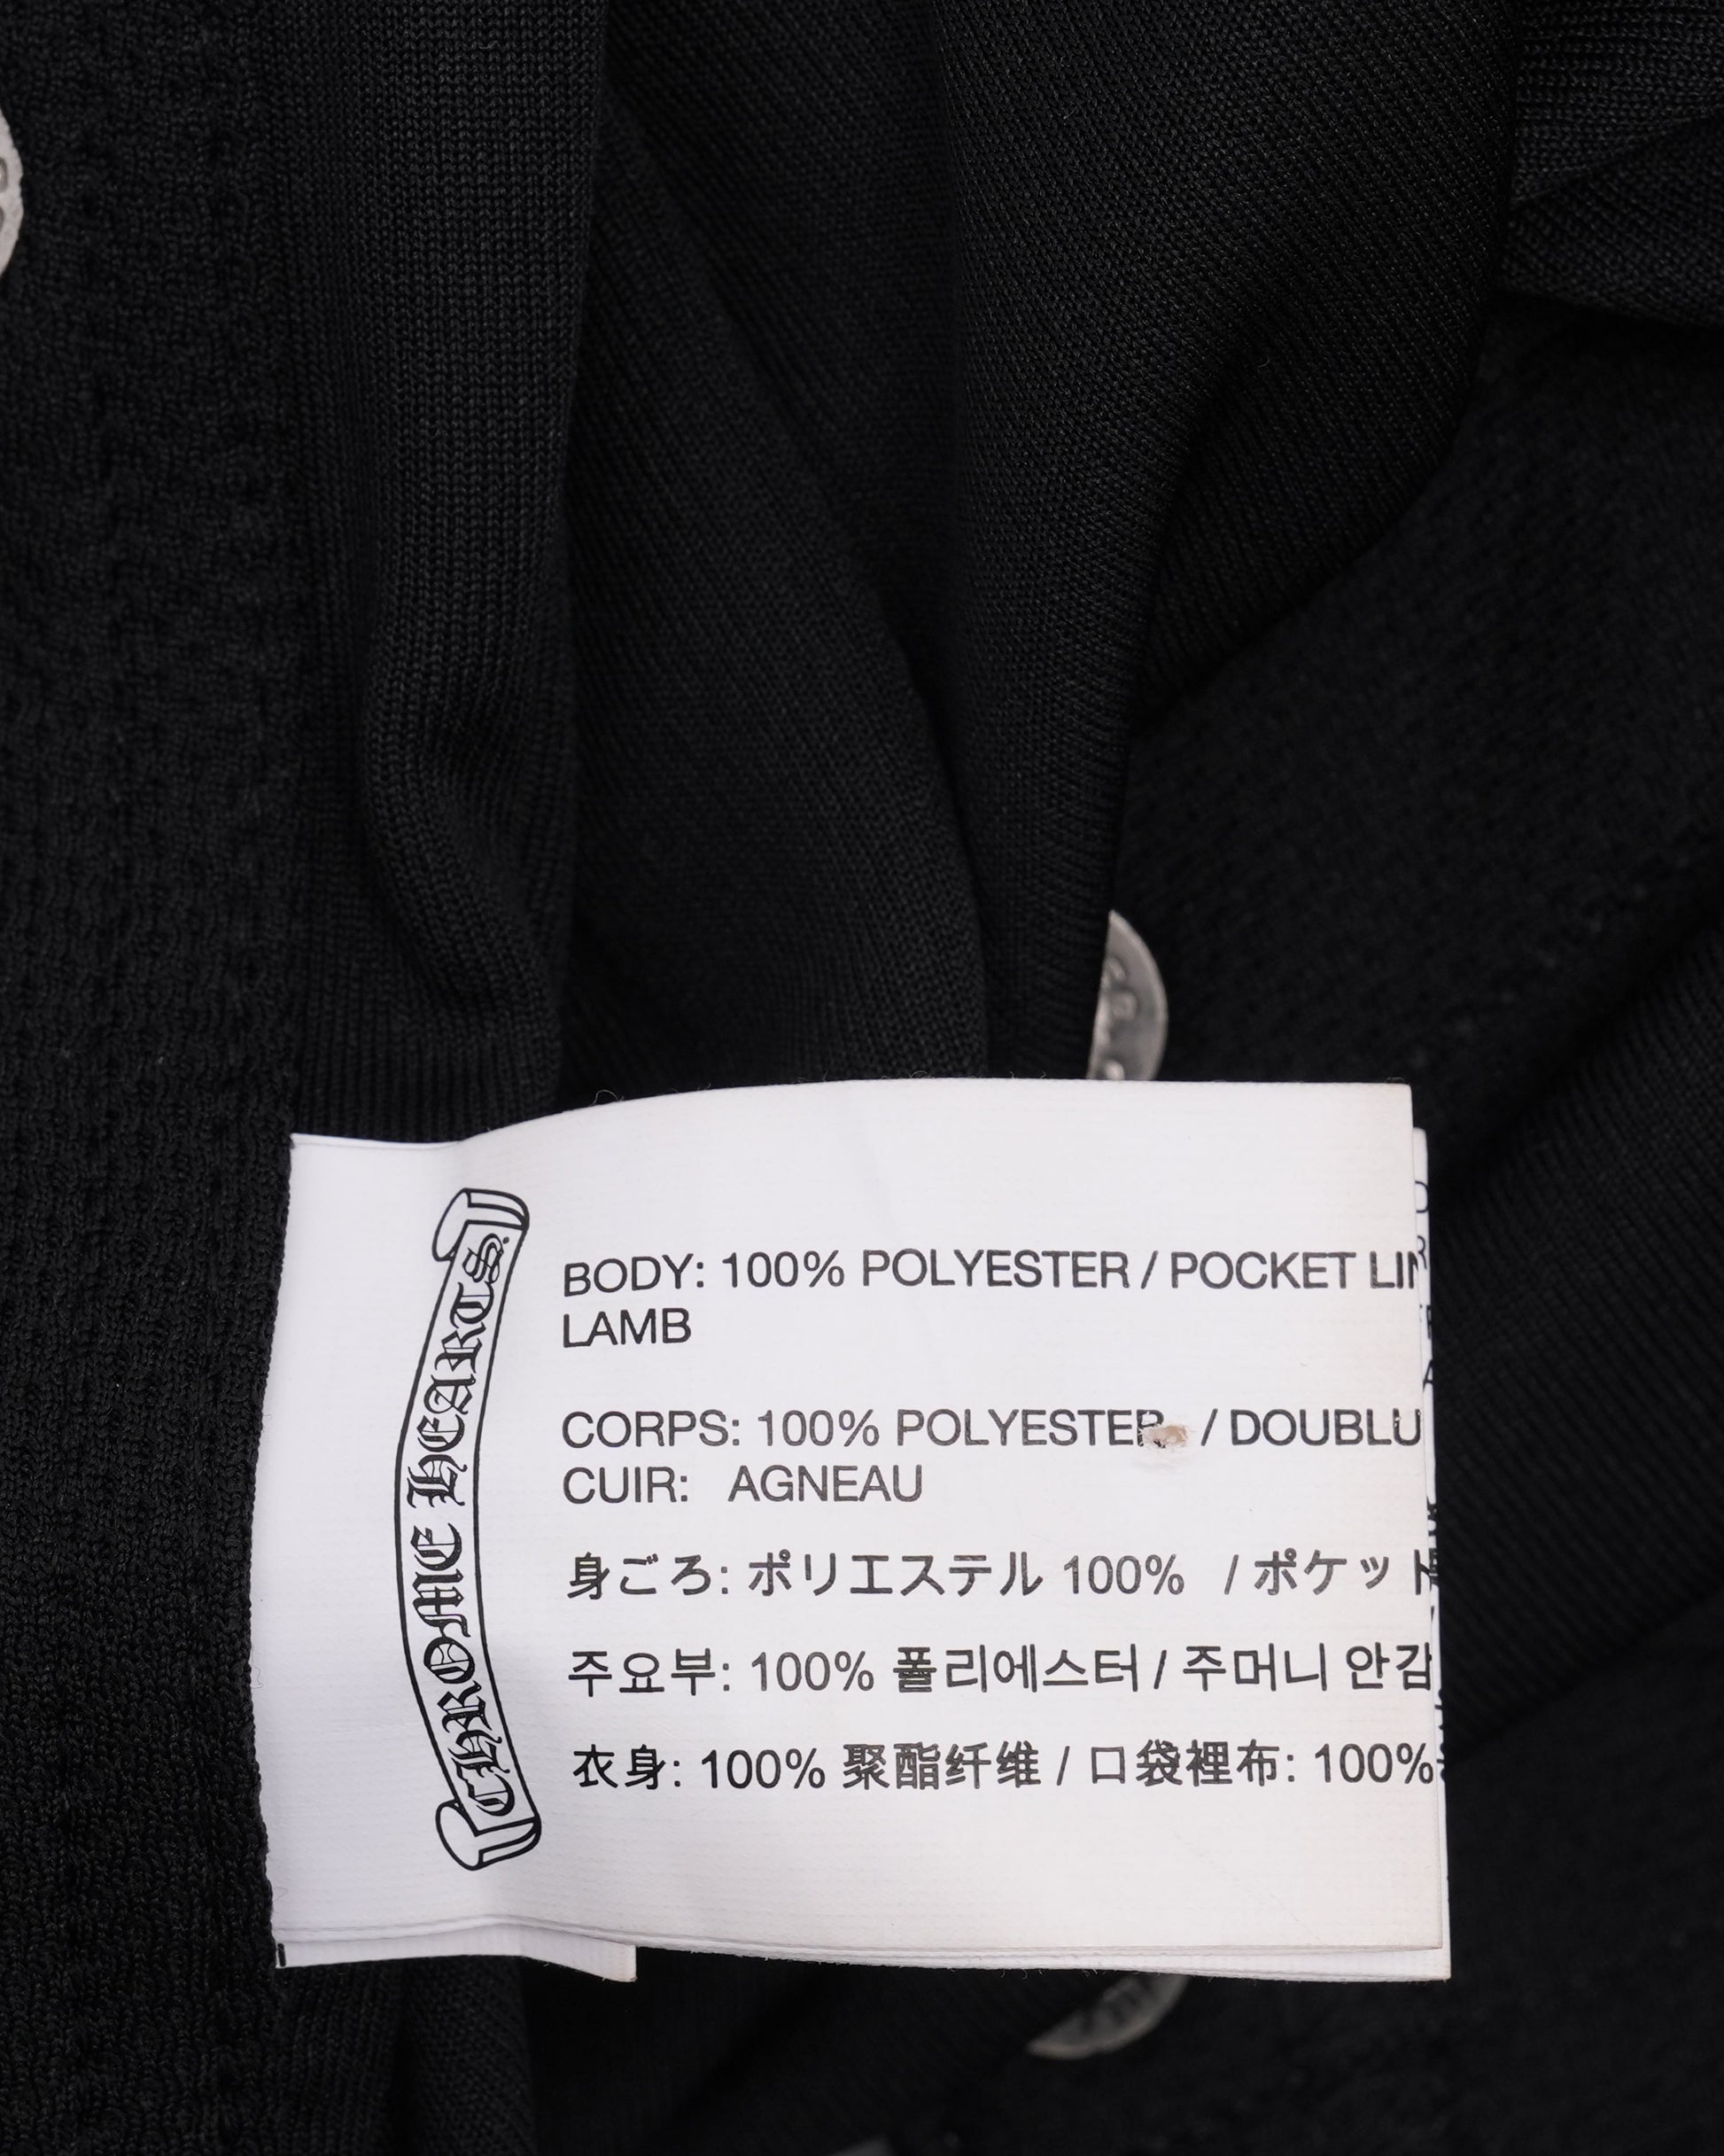 CHROME HEARTS
BODY: 100% POLYESTER / POCKET LIN
LAMB
CORPS: 100% POLYESTER / DOUBLU
CUIR: AGNEAU
身ごろ: ポリエステル 100% / ポケット
주요부: 100% 폴리에스터 / 주머니 안감
衣身: 100% 聚酯纤维 / 口袋裡布: 100%